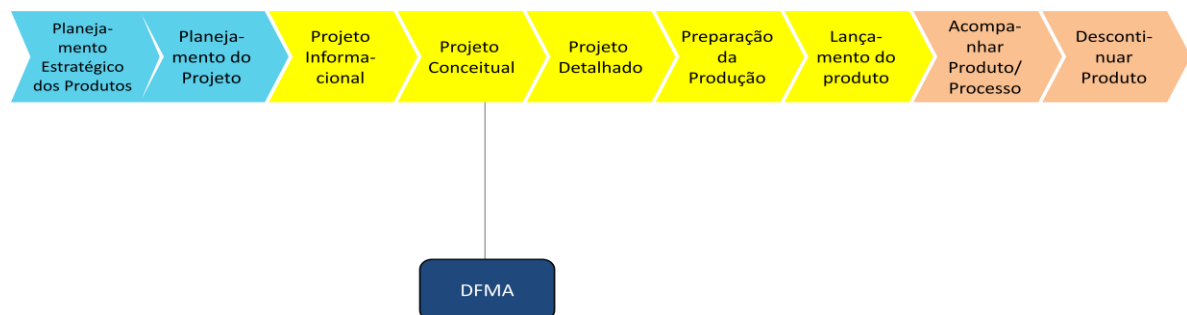 Planeja-
mento
Estratégico
dos Produtos
Planeja-
mento do
Projeto
Projeto
Informa-
cional
Projeto
Conceitual
Projeto
Detalhado
Preparação
da
Produção
Lança-
mento do
produto
Acompa-
nhar
Produto/
Processo
Desconti-
nuar
Produto
DFMA